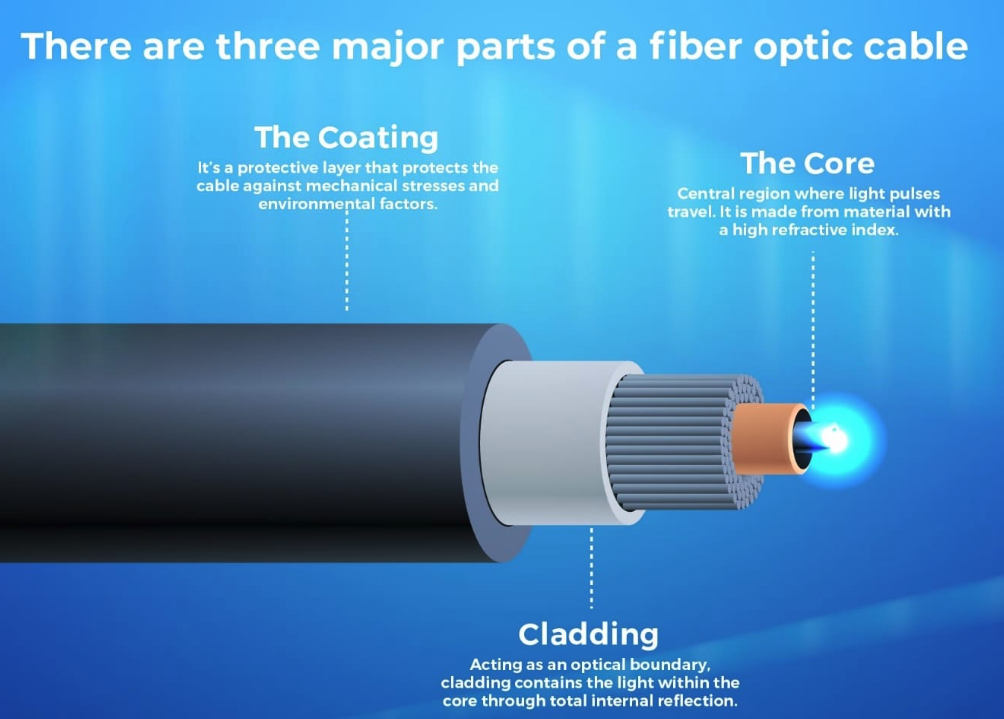 There are three major parts of a fiber optic cable
The Coating
It's a protective layer that protects the
cable against mechanical stresses and
environmental factors.
The Core
Central region where light pulses
travel. It is made from material with
a high refractive index.
Cladding
Acting as an optical boundary,
cladding contains the light within the
core through total internal reflection.